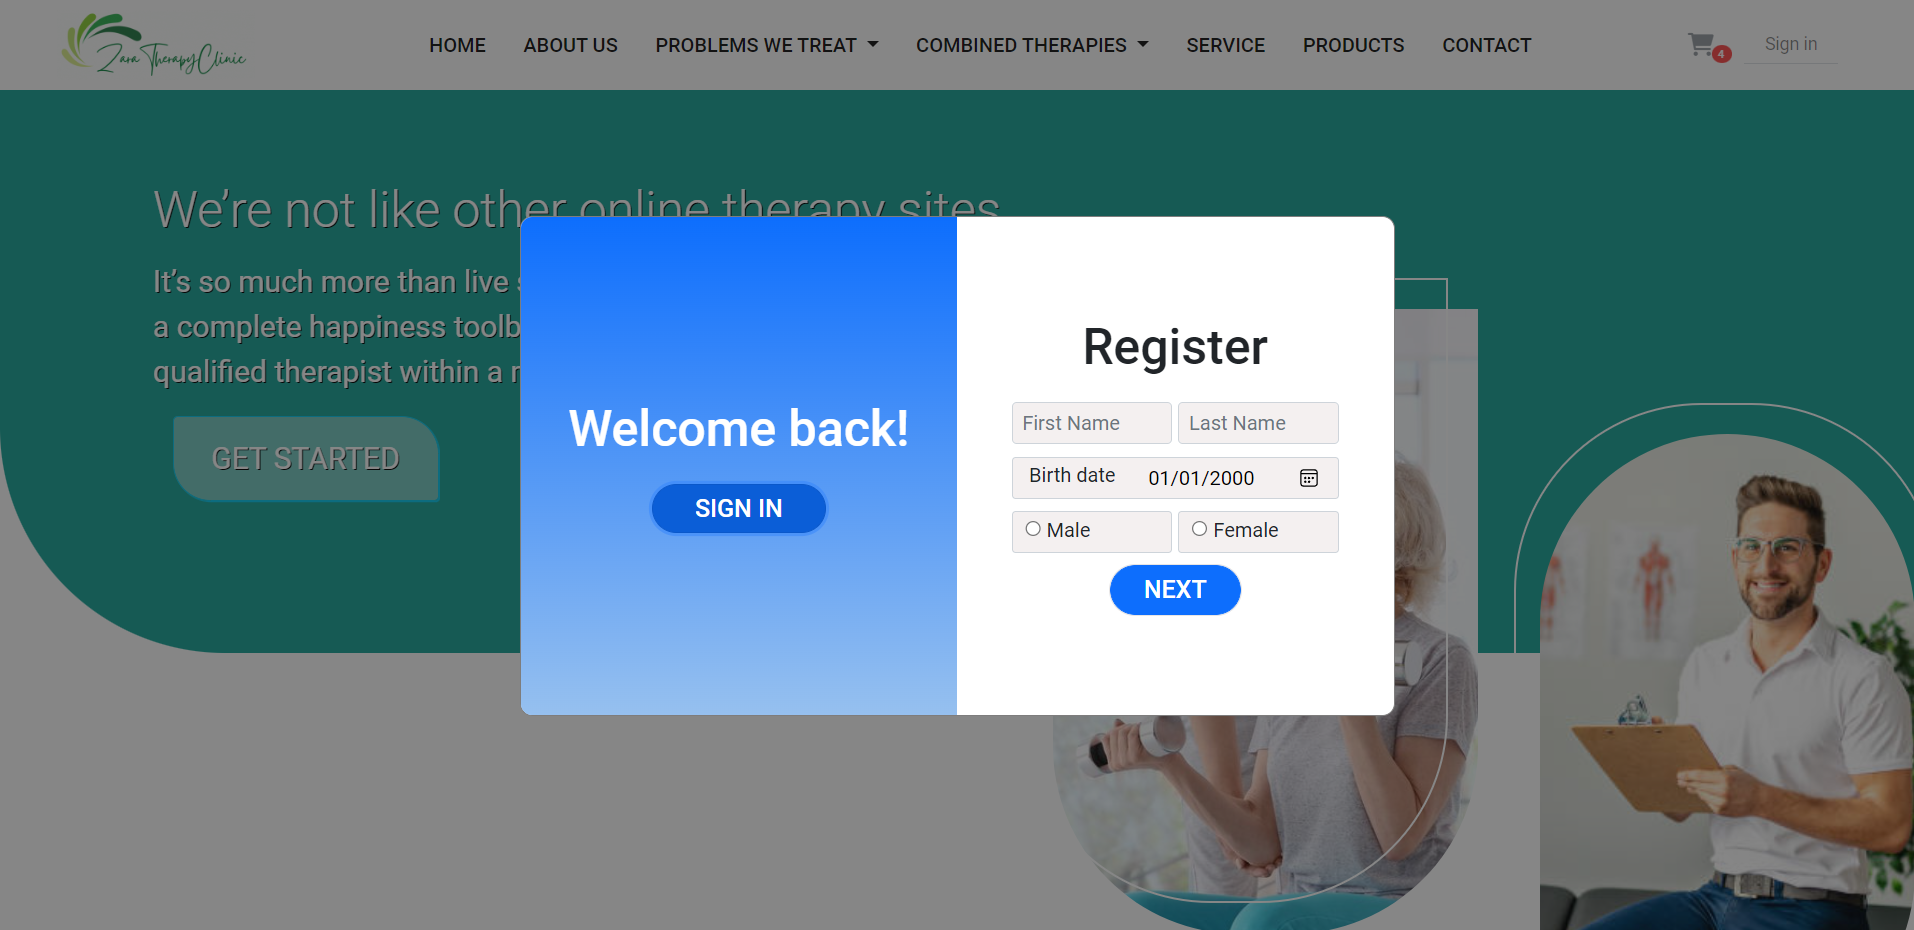 Zara Therapy Clinic
HOME
ABOUT US
PROBLEMS WE TREAT
COMBINED THERAPIES
SERVICE
PRODUCTS
CONTACT
4
Sign in
We're not like other online therapy sites
It's so much more than live
a complete happiness toolb
qualified therapist within a
GET STARTED
Welcome back!
SIGN IN
Register
First Name
Last Name
Birth date 01/01/2000
Male
Female
NEXT